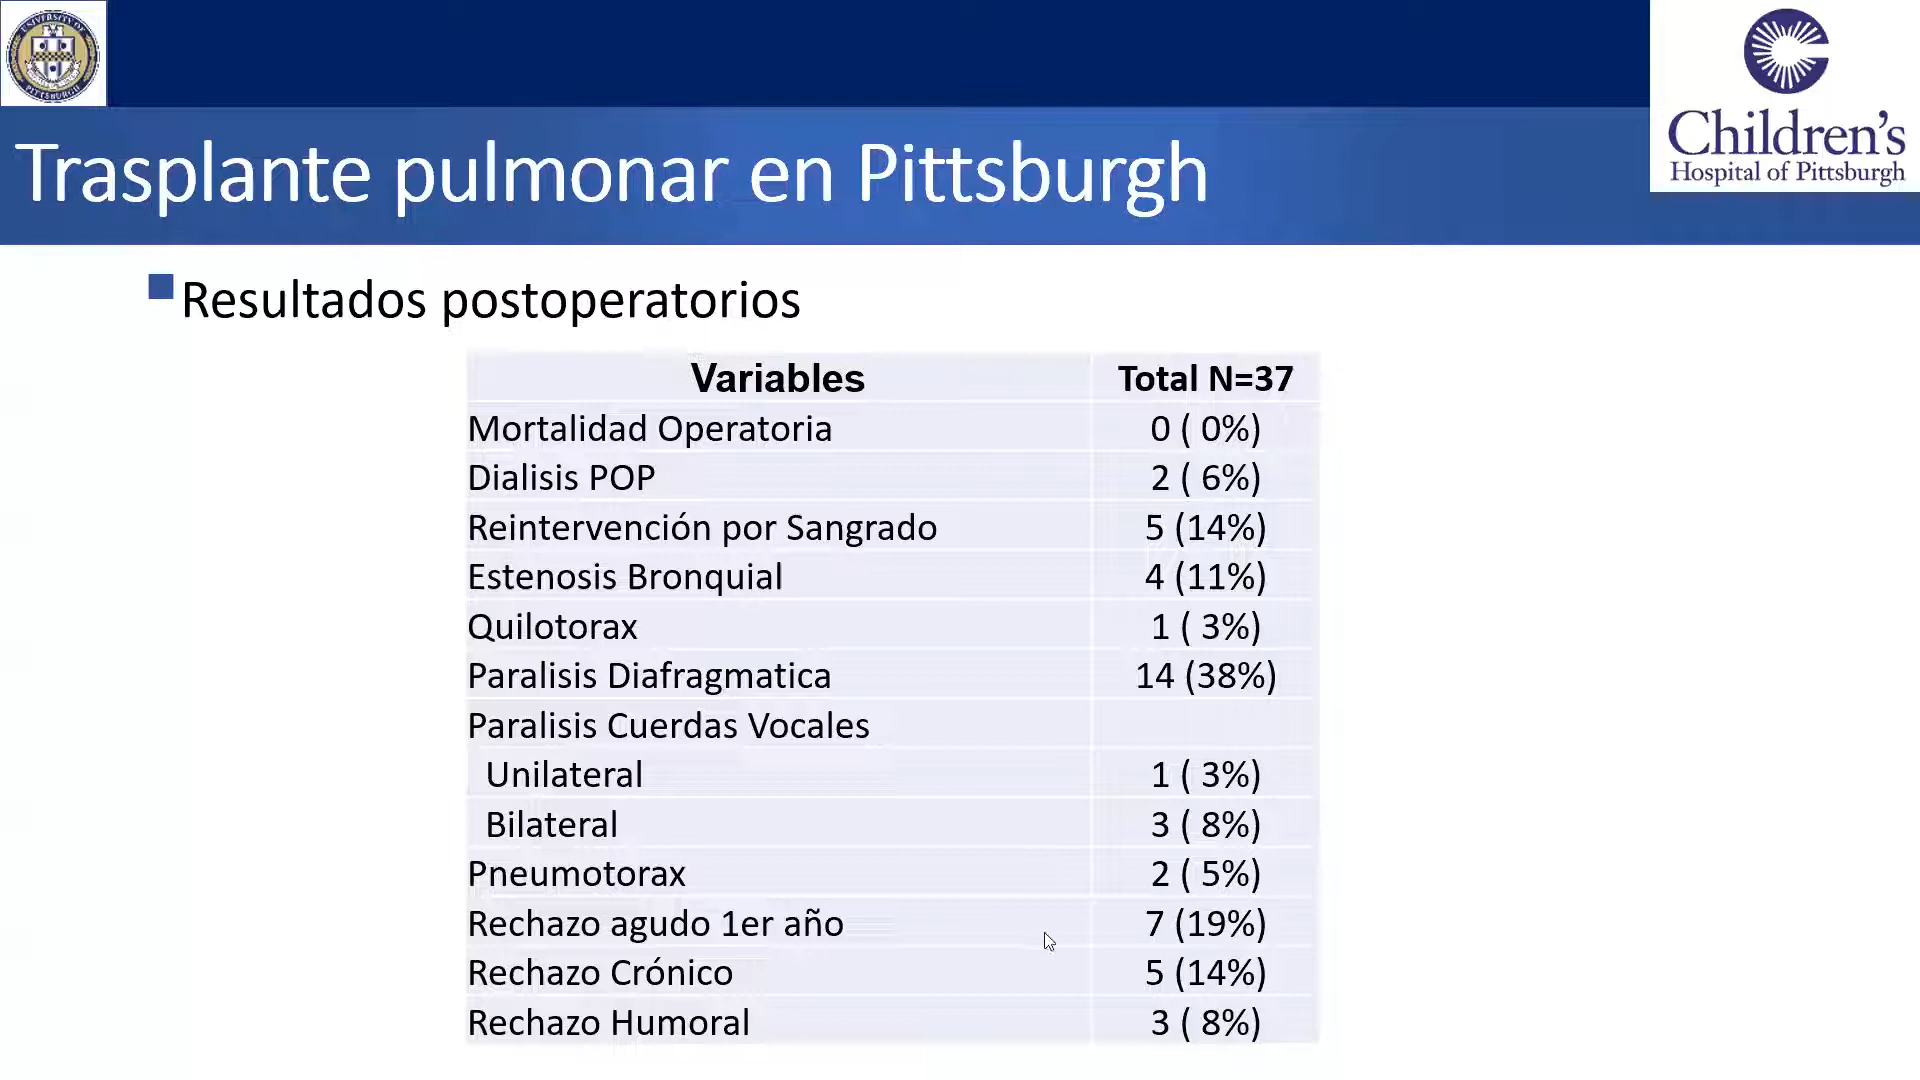 UNIVERSITY OF
PITTSBURGH
Children's
Hospital of Pittsburgh
Trasplante pulmonar en Pittsburgh
Resultados postoperatorios
Variables Total N=37
Mortalidad Operatoria 0 ( 0%)
Dialisis POP 2 ( 6%)
Reintervención por Sangrado 5 (14%)
Estenosis Bronquial 4 (11%)
Quilotorax 1 ( 3%)
Paralisis Diafragmatica 14 (38%)
Paralisis Cuerdas Vocales
Unilateral 1 ( 3%)
Bilateral 3 ( 8%)
Pneumotorax 2 ( 5%)
Rechazo agudo 1er año 7 (19%)
Rechazo Crónico 5 (14%)
Rechazo Humoral 3 ( 8%)